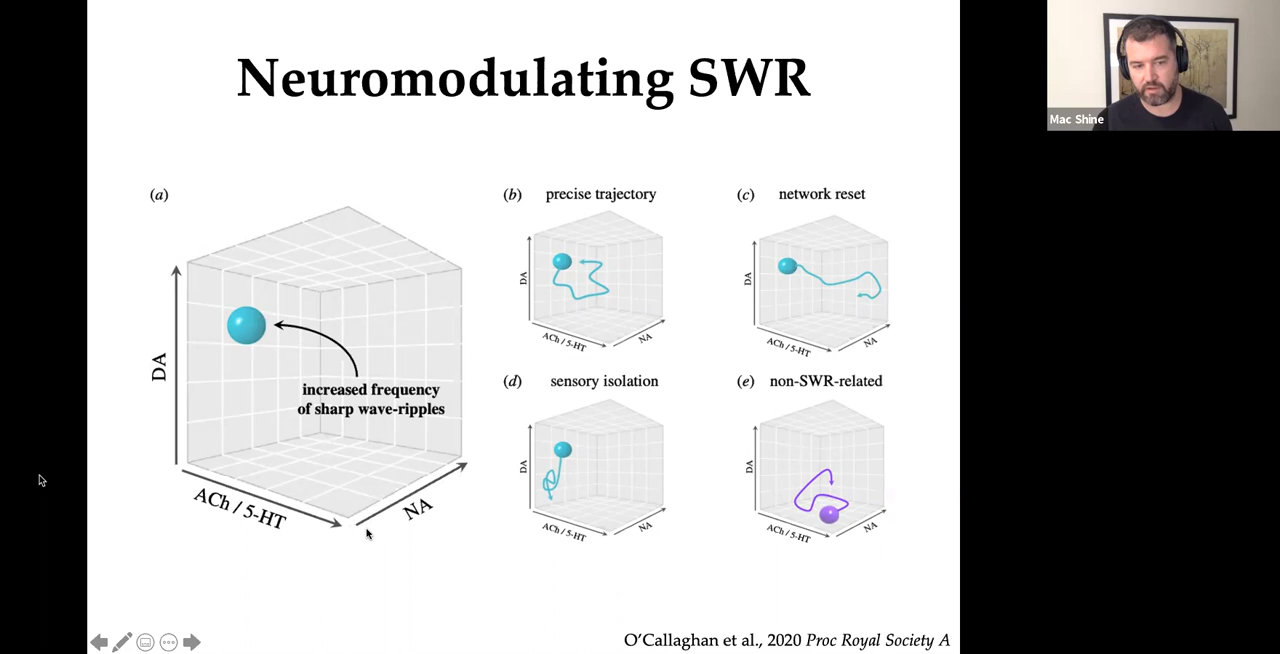 Neuromodulating SWR
Mac Shine
(a)
DA
increased frequency
of sharp wave-ripples
ACh / 5-HT
NA
(b) precise trajectory
DA
ACh / 5-HT
NA
(c) network reset
DA
ACh / 5-HT
NA
(d) sensory isolation
DA
ACh / 5-HT
NA
(e) non-SWR-related
DA
ACh / 5-HT
NA
O’Callaghan et al., 2020 Proc Royal Society A